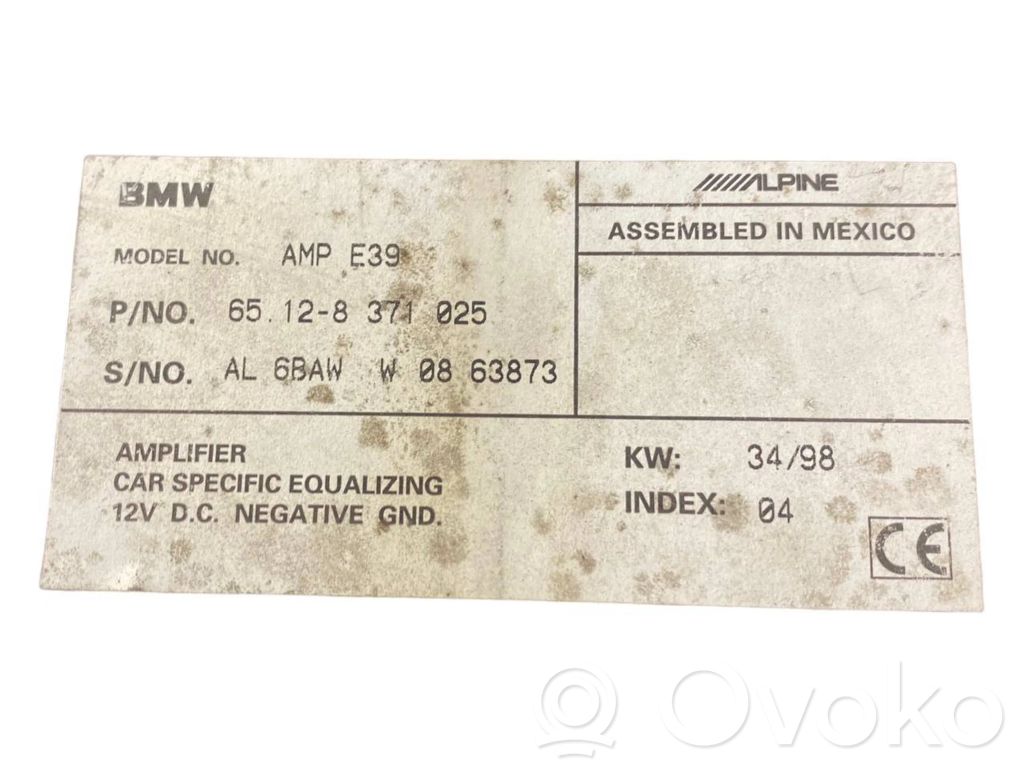 BMW
MODEL NO. AMP E39
P/NO. 65.12-8 371 025
S/NO. AL 6BAW W 08 63873
ALPINE
ASSEMBLED IN MEXICO
AMPLIFIER
CAR SPECIFIC EQUALIZING
12V D.C. NEGATIVE GND.
KW: 34/98
INDEX: 04
CE
Ovoko